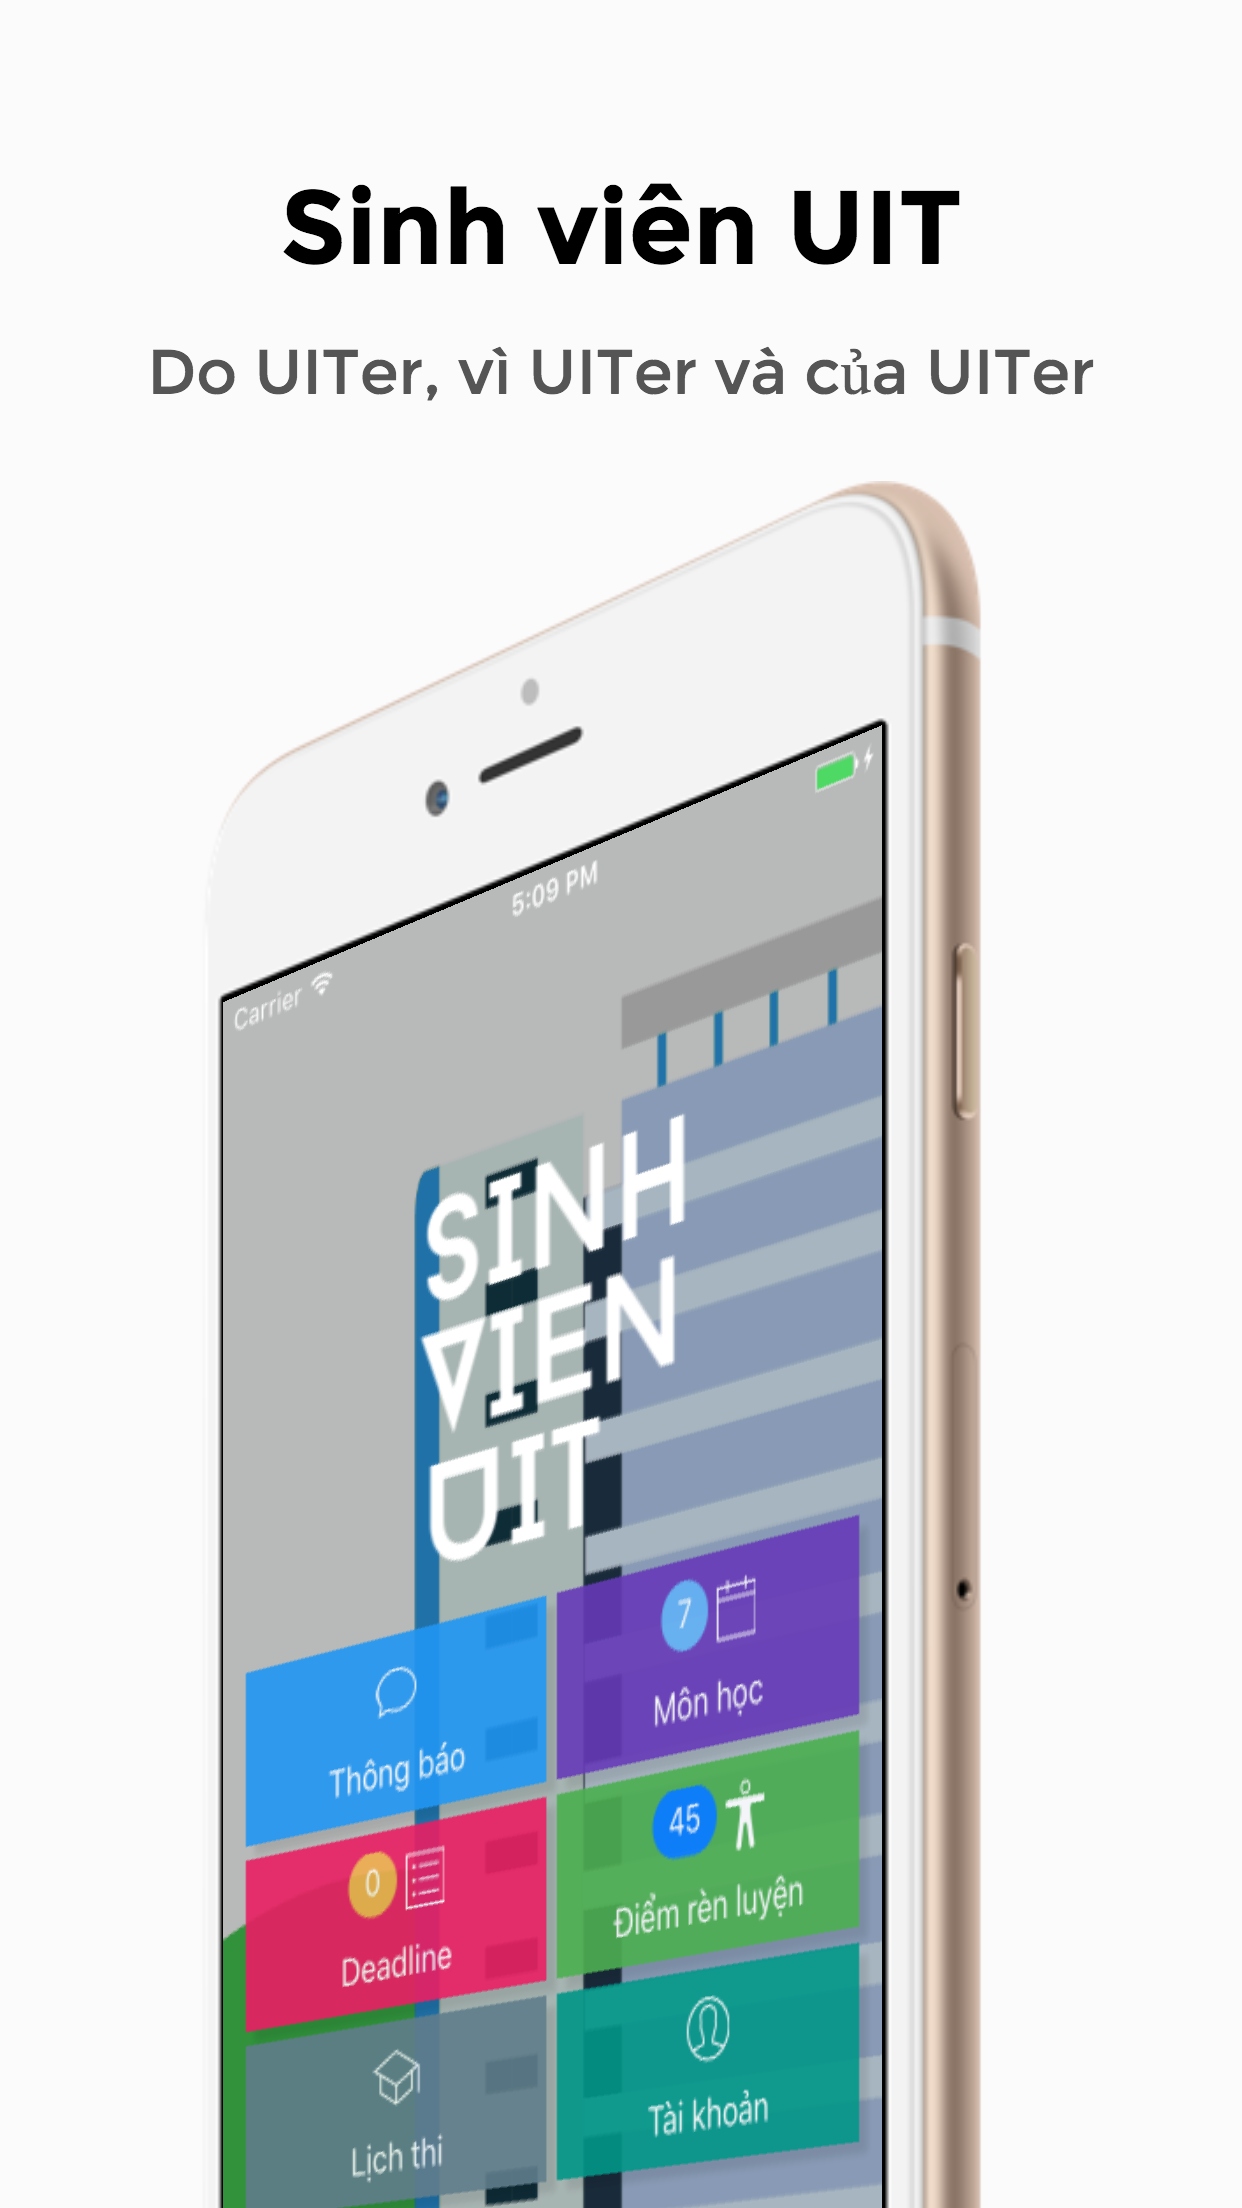 Sinh viên UIT
Do UITer, vì UITer và của UITer
Carrier 5:09 PM
SINH
VIEN
UIT
Thông báo
7
Môn học
0
Deadline
45
Điểm rèn luyện
Lịch thi
Tài khoản